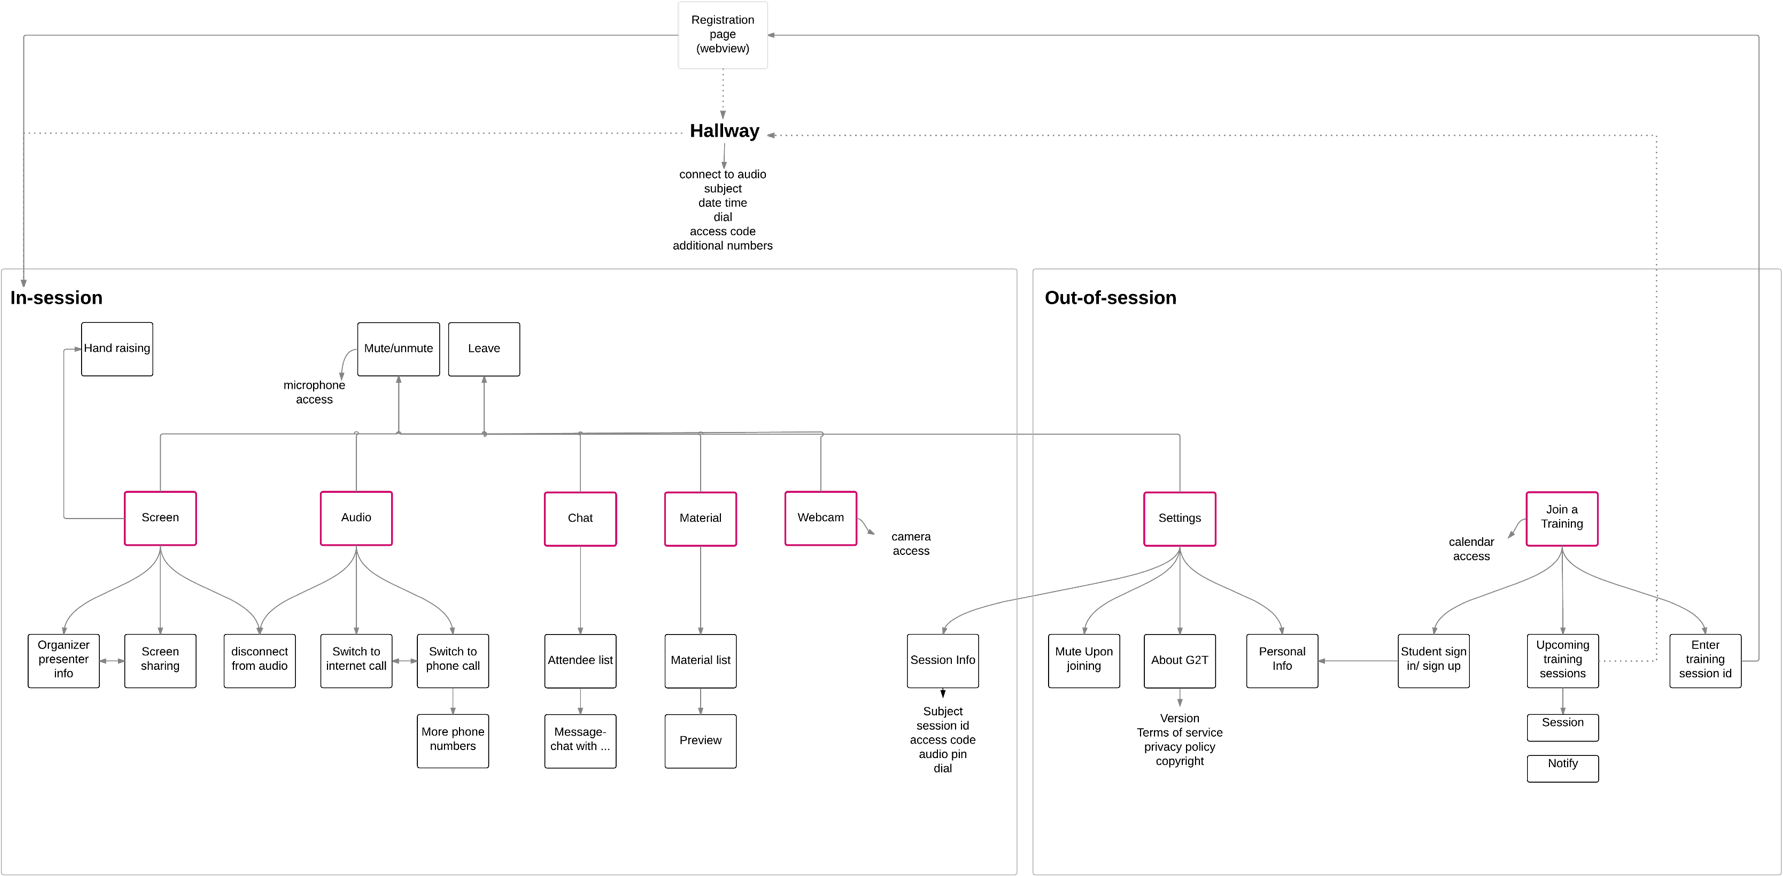 Registration
page
(webview)
Hallway
connect to audio
subject
date time
dial
access code
additional numbers
In-session
Out-of-session
Hand raising
Mute/unmute
Leave
microphone
access
Screen
Audio
Chat
Material
Webcam
camera
access
Settings
Join a
Training
calendar
access
Organizer
presenter
info
Screen
sharing
disconnect
from audio
Switch to
internet call
Switch to
phone call
Attendee list
Material list
Session Info
Mute Upon
joining
About G2T
Personal
Info
Student sign
in/ sign up
Upcoming
training
sessions
Enter
training
session id
More phone
numbers
Message-
chat with ...
Preview
Subject
session id
access code
audio pin
dial
Version
Terms of service
privacy policy
copyright
Session
Notify